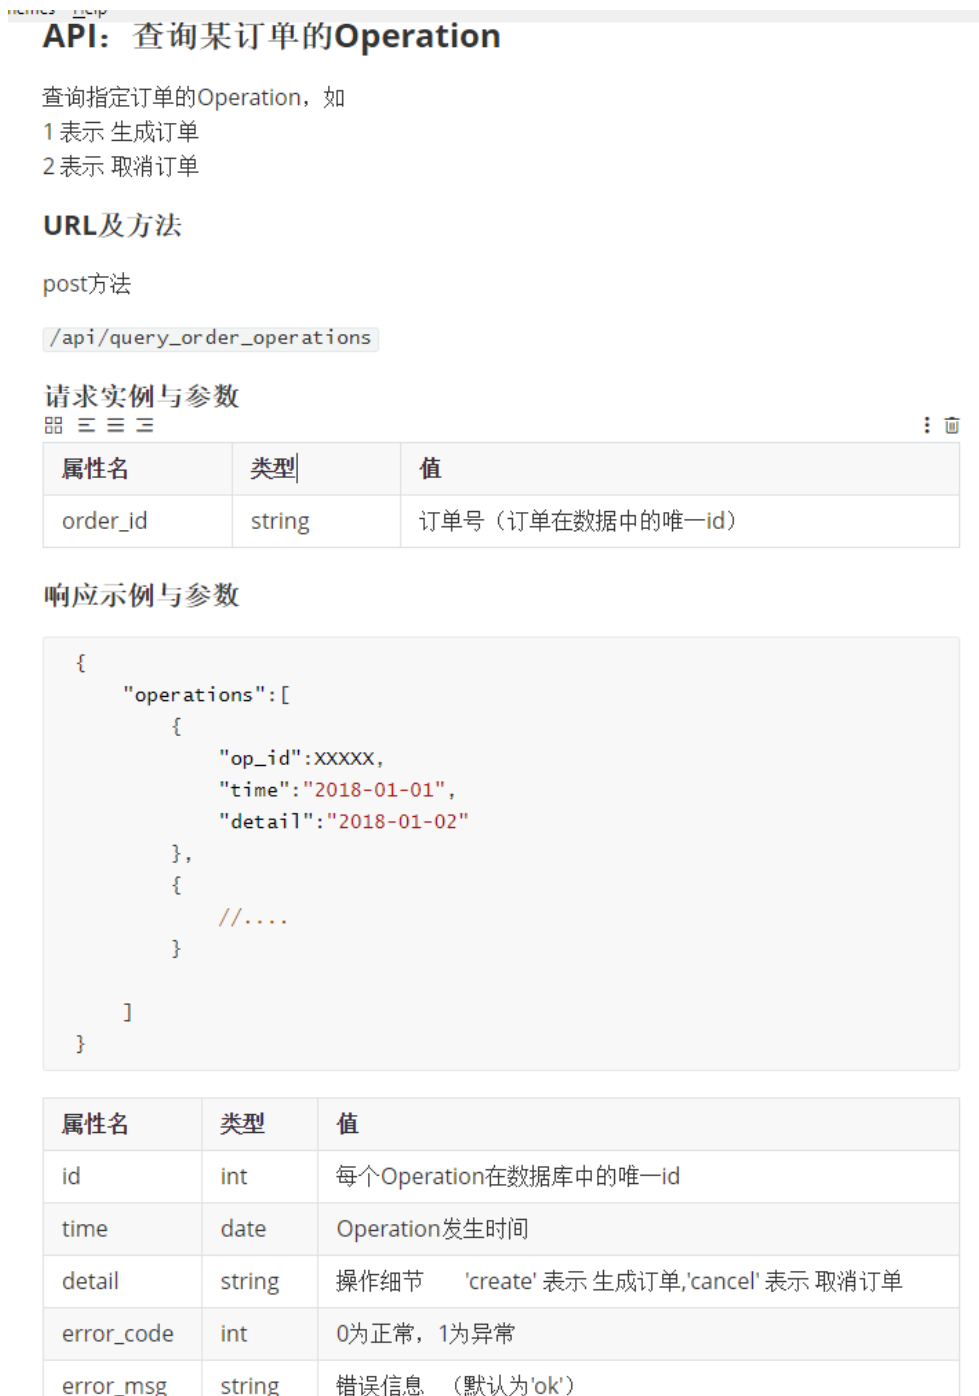 API：查询某订单的Operation
查询指定订单的Operation，如
1 表示 生成订单
2 表示 取消订单
URL及方法
post方法
/api/query_order_operations
请求实例与参数
属性名 类型 值
order_id string 订单号（订单在数据中的唯一id）
响应示例与参数
{
"operations":[
{
"op_id":XXXXX,
"time":"2018-01-01",
"detail":"2018-01-02"
},
{
//....
}
]
}
属性名 类型 值
id int 每个Operation在数据库中的唯一id
time date Operation发生时间
detail string 操作细节 'create' 表示 生成订单,'cancel' 表示 取消订单
error_code int 0为正常，1为异常
error_msg string 错误信息 （默认为'ok'）